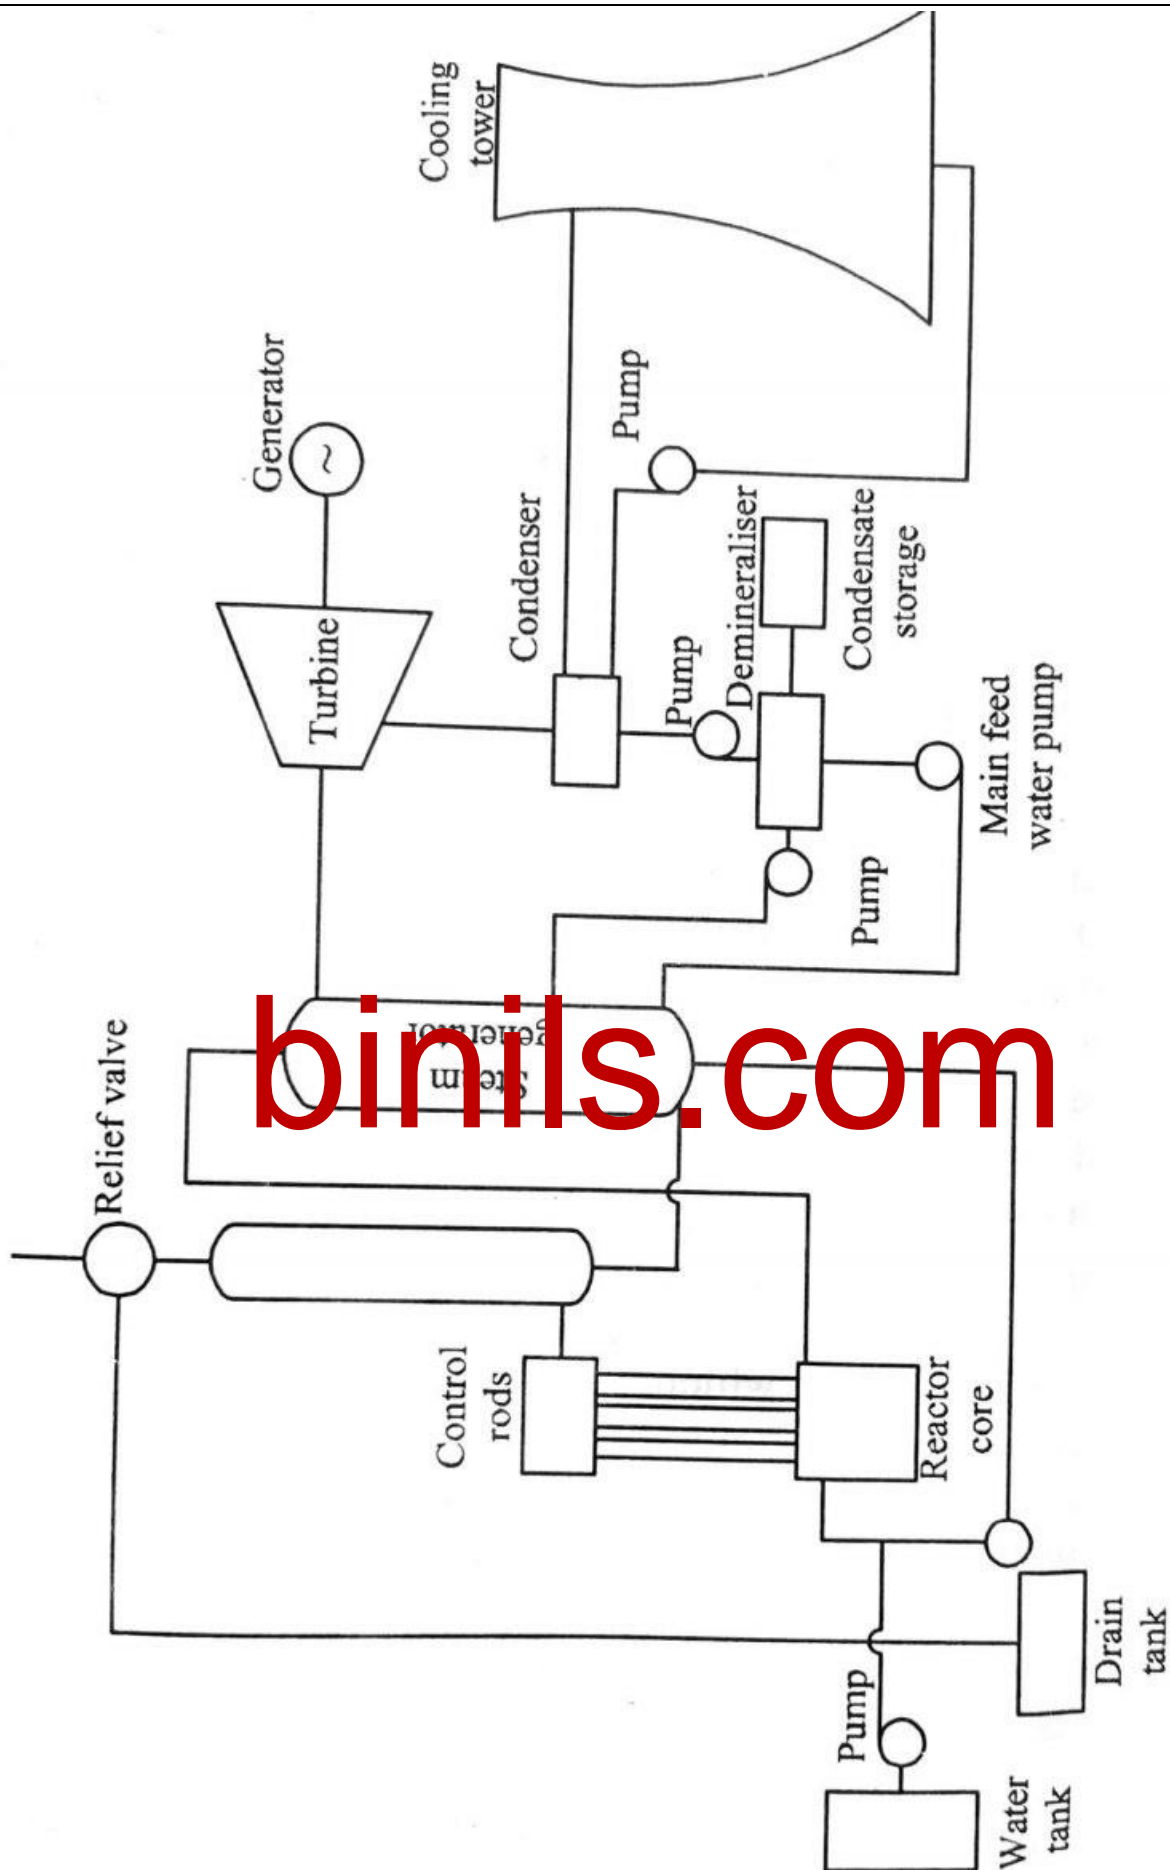 Cooling
tower
Generator
~
Pump
Condenser
Turbine
Pump
Demineraliser
Condensate
storage
Main feed
water pump
Pump
Steam
generator
binils.com
Relief valve
Control
rods
Reactor
core
Drain
tank
Pump
Water
tank